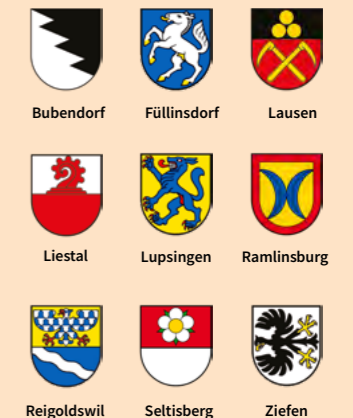 Bubendorf Füllinsdorf Lausen
Liestal Lupsingen Ramlinsburg
Reigoldswil Seltisberg Ziefen